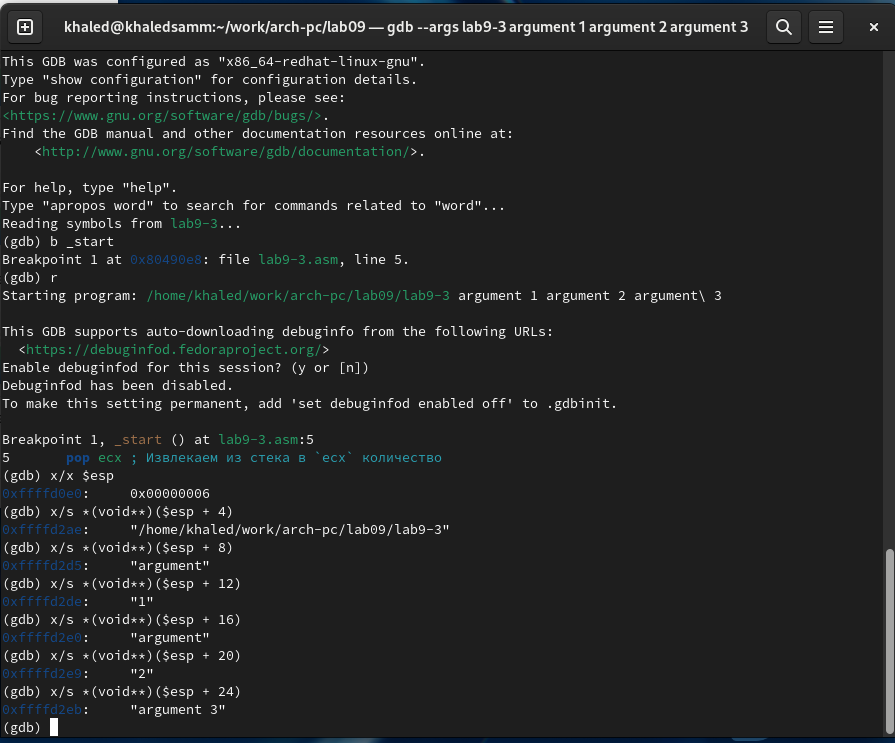 khaled@khaledsamm:~/work/arch-pc/lab09 — gdb --args lab9-3 argument 1 argument 2 argument 3
This GDB was configured as "x86_64-redhat-linux-gnu".
Type "show configuration" for configuration details.
For bug reporting instructions, please see:
<https://www.gnu.org/software/gdb/bugs/>.
Find the GDB manual and other documentation resources online at:
    <http://www.gnu.org/software/gdb/documentation/>.

For help, type "help".
Type "apropos word" to search for commands related to "word"...
Reading symbols from lab9-3...
(gdb) b _start
Breakpoint 1 at 0x80490e8: file lab9-3.asm, line 5.
(gdb) r
Starting program: /home/khaled/work/arch-pc/lab09/lab9-3 argument 1 argument 2 argument\ 3

This GDB supports auto-downloading debuginfo from the following URLs:
  <https://debuginfod.fedoraproject.org/>
Enable debuginfod for this session? (y or [n])
Debuginfod has been disabled.
To make this setting permanent, add 'set debuginfod enabled off' to .gdbinit.

Breakpoint 1, _start () at lab9-3.asm:5
5       pop ecx ; Извлекаем из стека в `ecx` количество
(gdb) x/x $esp
0xffffd0e0:     0x00000006
(gdb) x/s *(void**)($esp + 4)
0xffffd2ae:     "/home/khaled/work/arch-pc/lab09/lab9-3"
(gdb) x/s *(void**)($esp + 8)
0xffffd2d5:     "argument"
(gdb) x/s *(void**)($esp + 12)
0xffffd2de:     "1"
(gdb) x/s *(void**)($esp + 16)
0xffffd2e0:     "argument"
(gdb) x/s *(void**)($esp + 20)
0xffffd2e9:     "2"
(gdb) x/s *(void**)($esp + 24)
0xffffd2eb:     "argument 3"
(gdb)